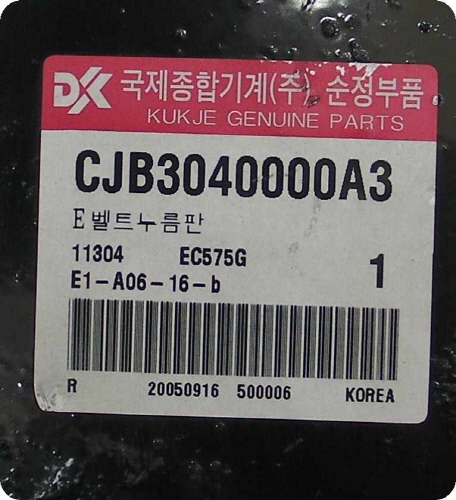 DK 국제종합기계(주) 순정부품
KUKJE GENUINE PARTS
CJB3040000A3
E벨트누름판
11304 EC575G
E1-A06-16-b 1
R 20050916 500006 KOREA